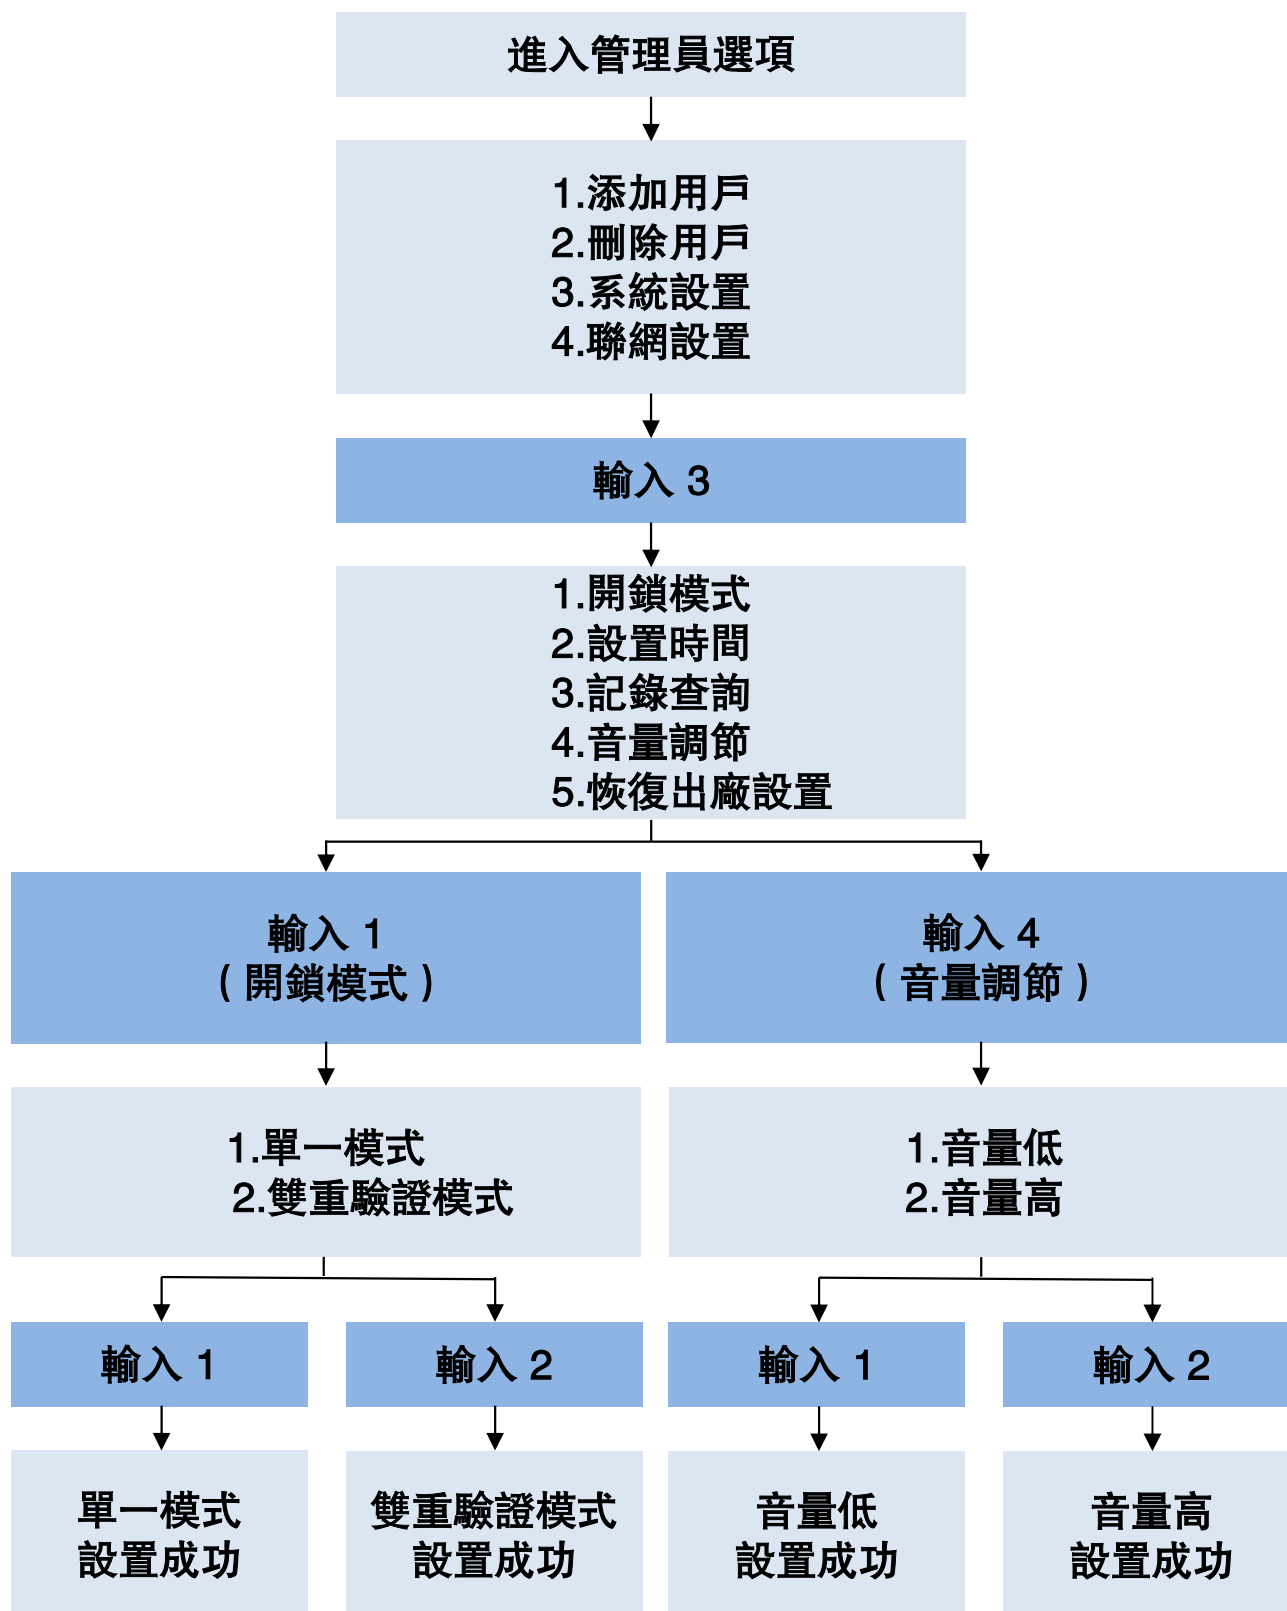 進入管理員選項
1.添加用戶
2.刪除用戶
3.系統設置
4.聯網設置
輸入 3
1.開鎖模式
2.設置時間
3.記錄查詢
4.音量調節
5.恢復出廠設置
輸入 1
(開鎖模式)
輸入 4
(音量調節)
1.單一模式
2.雙重驗證模式
1.音量低
2.音量高
輸入 1
輸入 2
輸入 1
輸入 2
單一模式
設置成功
雙重驗證模式
設置成功
音量低
設置成功
音量高
設置成功